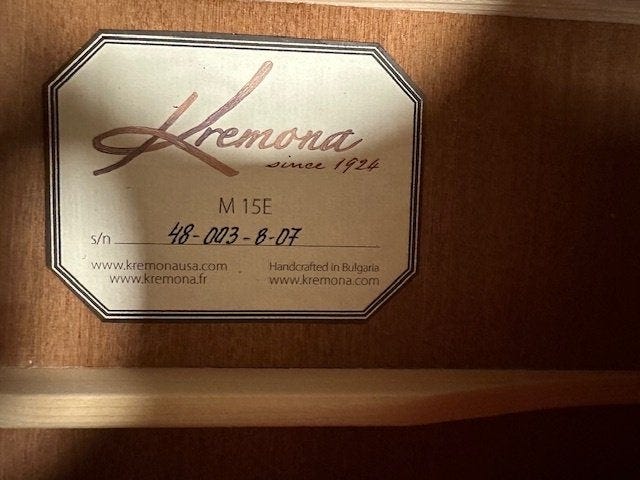 Kremona
since 1924
M 15E
s/n 48-003-8-07
www.kremonausa.com Handcrafted in Bulgaria
www.kremona.fr www.kremona.com